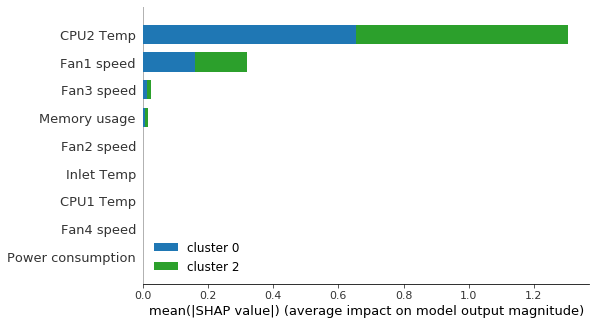 CPU2 Temp
Fan1 speed
Fan3 speed
Memory usage
Fan2 speed
Inlet Temp
CPU1 Temp
Fan4 speed
Power consumption
cluster 0
cluster 2
0.0 0.2 0.4 0.6 0.8 1.0 1.2
mean(|SHAP value|) (average impact on model output magnitude)